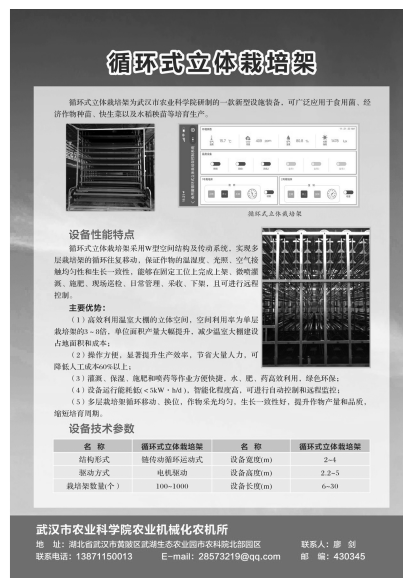 循环式立体栽培架
循环式立体栽培架为武汉市农业科学院研制的一款新型设施装备，可广泛应用于食用菌、经
济作物种苗、快生菜以及水稻秧苗等培育生产。
循环式立体栽培架
设备性能特点
循环式立体栽培架采用W型空间结构及传动系统，实现多
层栽培架的循环往复移动，保证作物的温湿度、光照、空气接
触均匀性和生长一致性，能够在固定工位上完成上架、微喷灌
溉、施肥、现场巡检、日常管理、采收、下架，且可进行远程
控制。
主要优势：
（1）高效利用温室大棚的立体空间，空间利用率为单层
栽培架的3~8倍，单位面积产量大幅提升，减少温室大棚建设
占地面积和成本；
（2）操作方便，显著提升生产效率，节省大量人力，可
降低人工成本60%以上；
（3）灌溉、保湿、施肥和喷药等作业方便快捷，水、肥、药高效利用，绿色环保；
（4）设备运行能耗低(＜5kW·h/d)，智能化程度高，可进行自动控制和远程监控；
（5）多层栽培架循环移动、换位，作物采光均匀，生长一致性好，提升作物产量和品质，
缩短培育周期。
设备技术参数
名 称 循环式立体栽培架 名 称 循环式立体栽培架
结构形式 链传动循环运动式 设备宽度(m) 2~4
驱动方式 电机驱动 设备高度(m) 2.2~5
栽培架数量(个) 100~1000 设备长度(m) 6~30
武汉市农业科学院农业机械化农机所
地 址：湖北省武汉市黄陂区武湖生态农业园市农科院北部园区 联系人：廖 剑
联系电话：13871150013 E-mail：28573219@qq.com 邮 编：430345